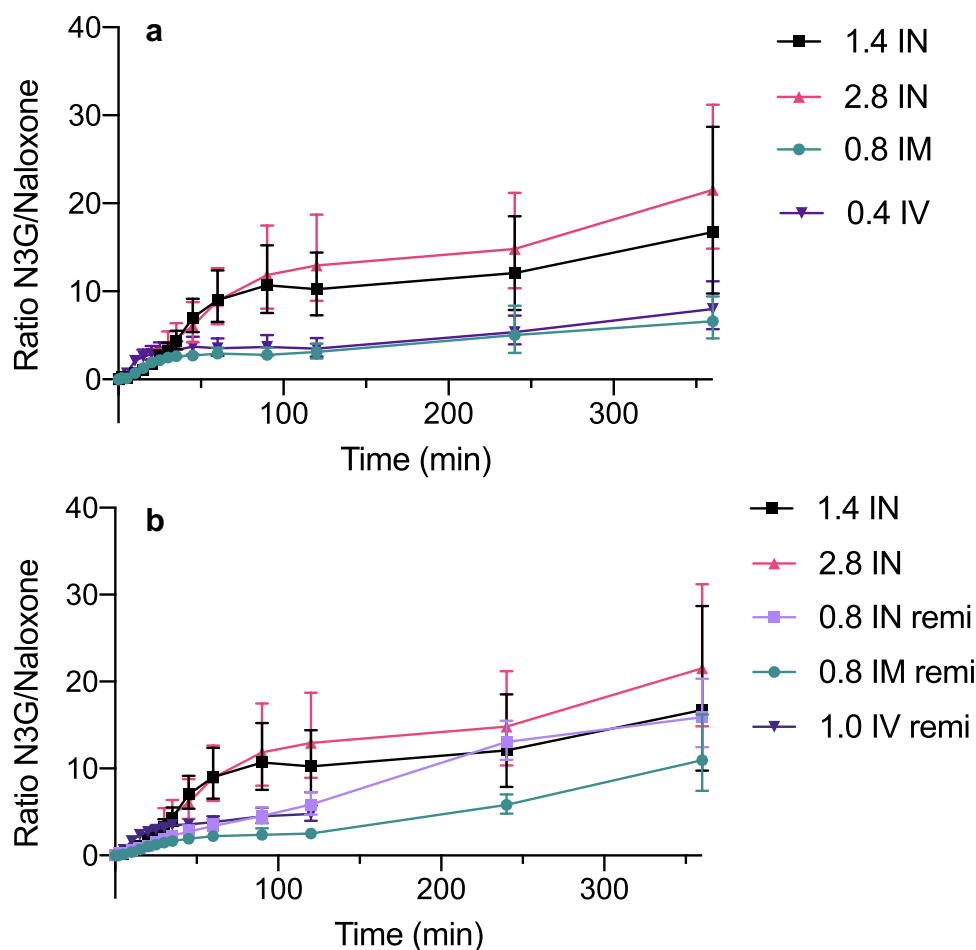 a
40
30
20
10
0
100
200
300
Ratio N3G/Naloxone
Time (min)
1.4 IN
2.8 IN
0.8 IM
0.4 IV
b
40
30
20
10
0
100
200
300
Ratio N3G/Naloxone
Time (min)
1.4 IN
2.8 IN
0.8 IN remi
0.8 IM remi
1.0 IV remi